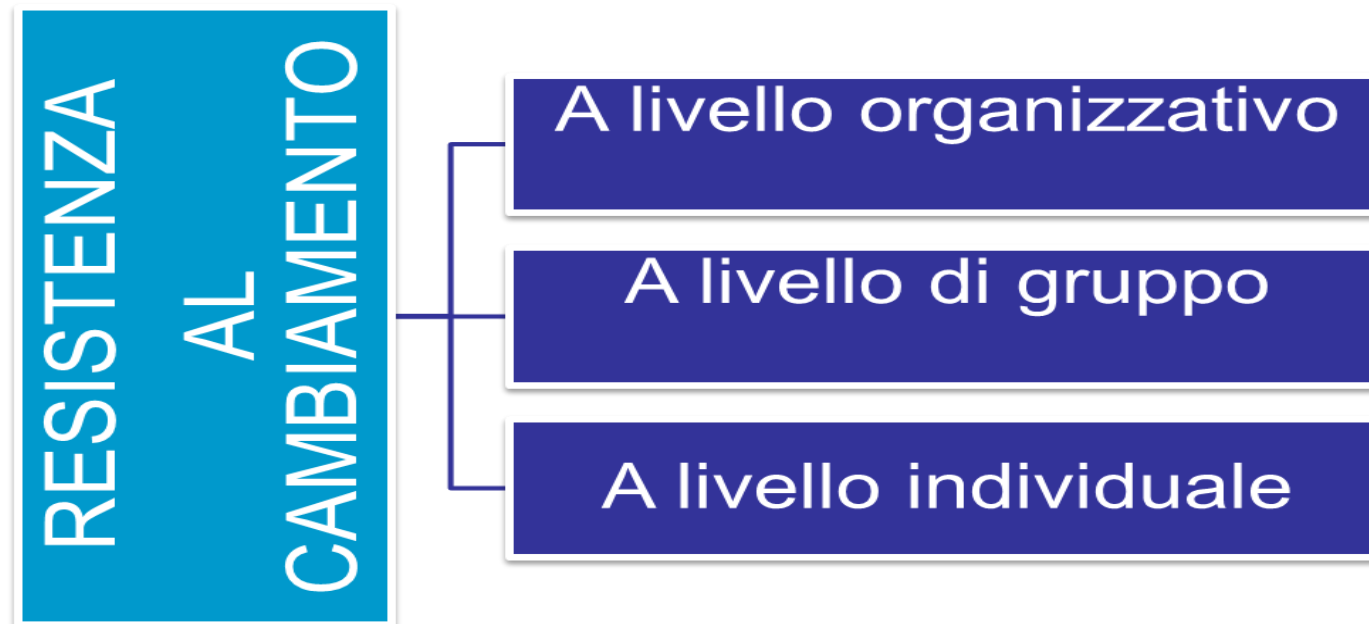 RESISTENZA
AL
CAMBIAMENTO
A livello organizzativo
A livello di gruppo
A livello individuale